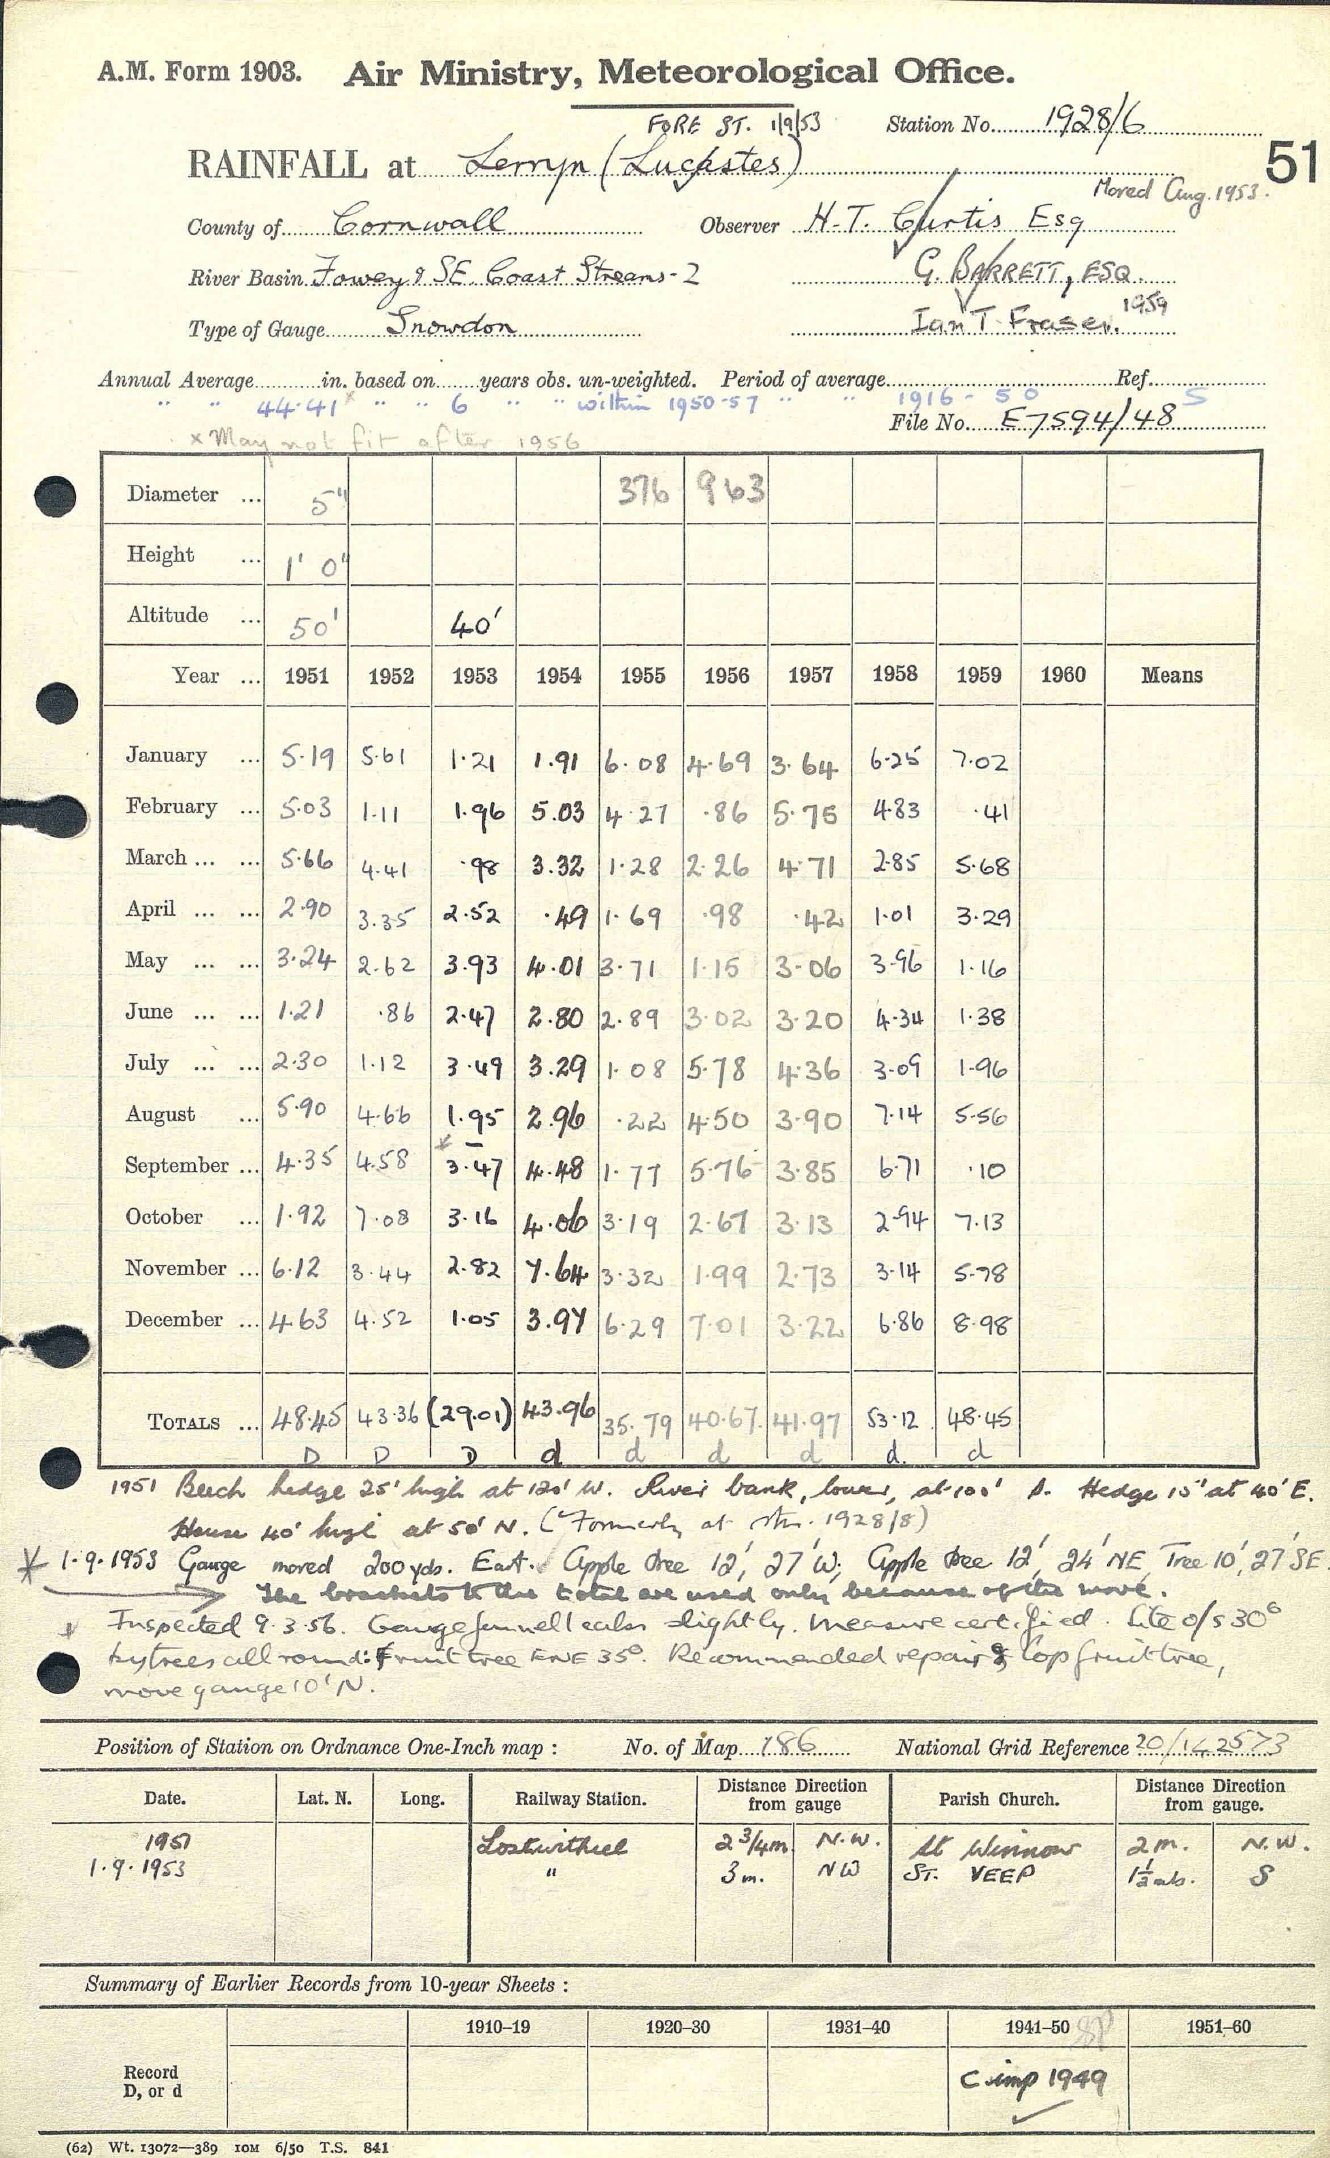 A.M. Form 1903. Air Ministry, Meteorological Office.
FORE ST. 1/9/53 Station No. 1928/6
RAINFALL at Lerryn (Luckstes) 51
Moved Aug. 1953.
County of Cornwall Observer H.T. Curtis Esq
River Basin Fowey & SE. Coast Streams - 2 G. BARRETT, ESQ.
Type of Gauge Snowdon Ian T. Fraser. 1959
Annual Average in. based on years obs. un-weighted. Period of average Ref.
" " 44.41 x " " 6 " " within 1950-57 " " 1916 - 50 S
File No. E7594/48
x May not fit after 1956
Diameter ... 5" 376 963
Height ... 1' 0"
Altitude ... 50' 40'
Year ... 1951 1952 1953 1954 1955 1956 1957 1958 1959 1960 Means
January ... 5.19 5.61 1.21 1.91 6.08 4.69 3.64 6.25 7.02
February ... 5.03 1.11 1.96 5.03 4.27 .86 5.75 4.83 .41
March ... ... 5.66 4.41 .98 3.32 1.28 2.26 4.71 2.85 5.68
April ... ... 2.90 3.35 2.52 .49 1.69 .98 .42 1.01 3.29
May ... ... 3.24 2.62 3.93 4.01 3.71 1.15 3.06 3.96 1.16
June ... ... 1.21 .86 2.47 2.80 2.89 3.02 3.20 4.34 1.38
July ... ... 2.30 1.12 3.49 3.29 1.08 5.78 4.36 3.09 1.96
August ... 5.90 4.66 1.95 2.96 .22 4.50 3.90 7.14 5.56
September ... 4.35 4.58 * 3.47 4.48 1.77 5.76 3.85 6.71 .10
October ... 1.92 7.08 3.16 4.06 3.19 2.67 3.13 2.94 7.13
November ... 6.12 3.44 2.82 7.64 3.32 1.99 2.73 3.14 5.78
December ... 4.63 4.52 1.05 3.97 6.29 7.01 3.22 6.86 8.98
TOTALS ... 48.45 43.36 (29.01) 43.96 35.79 40.67 41.97 53.12 48.45
D D D d d d d d. d
1951 Beech hedge 25' high at 120' W. River bank, lower, at 100' S. Hedge 15' at 40' E.
House 40' high at 50' N. (Formerly at Stn. 1928/8)
* 1.9.1953 Gauge moved 200 yds. East. Apple tree 12', 27' W; Apple tree 12', 24' NE, Tree 10', 27' SE.
The brackets to the total are used only because of the move.
Inspected 9.3.56. Gauge funnel leaks slightly. Measure certified. Site o/s 30°
by trees all round: Fruit tree ENE 35°. Recommended repair & lop fruit tree,
move gauge 10' N.
Position of Station on Ordnance One-Inch map : No. of Map 186 National Grid Reference 20/142573
Date. Lat. N. Long. Railway Station. Distance Direction from gauge Parish Church. Distance Direction from gauge.
1951 Lostwithiel 2 3/4 m. N.W. St Winnow 2 m. N.W.
1.9.1953 " 3 m. NW ST. VEEP 1 1/2 mls. S
Summary of Earlier Records from 10-year Sheets :
1910–19 1920–30 1931–40 1941–50 1951–60
Record
D, or d C imp 1949
(62) Wt. 13072—389 10M 6/50 T.S. 841